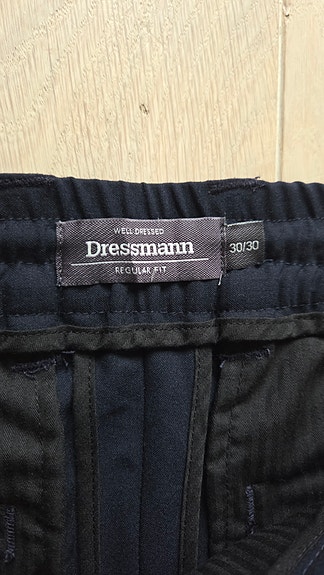 WELL DRESSED
Dressmann
REGULAR FIT
30/30